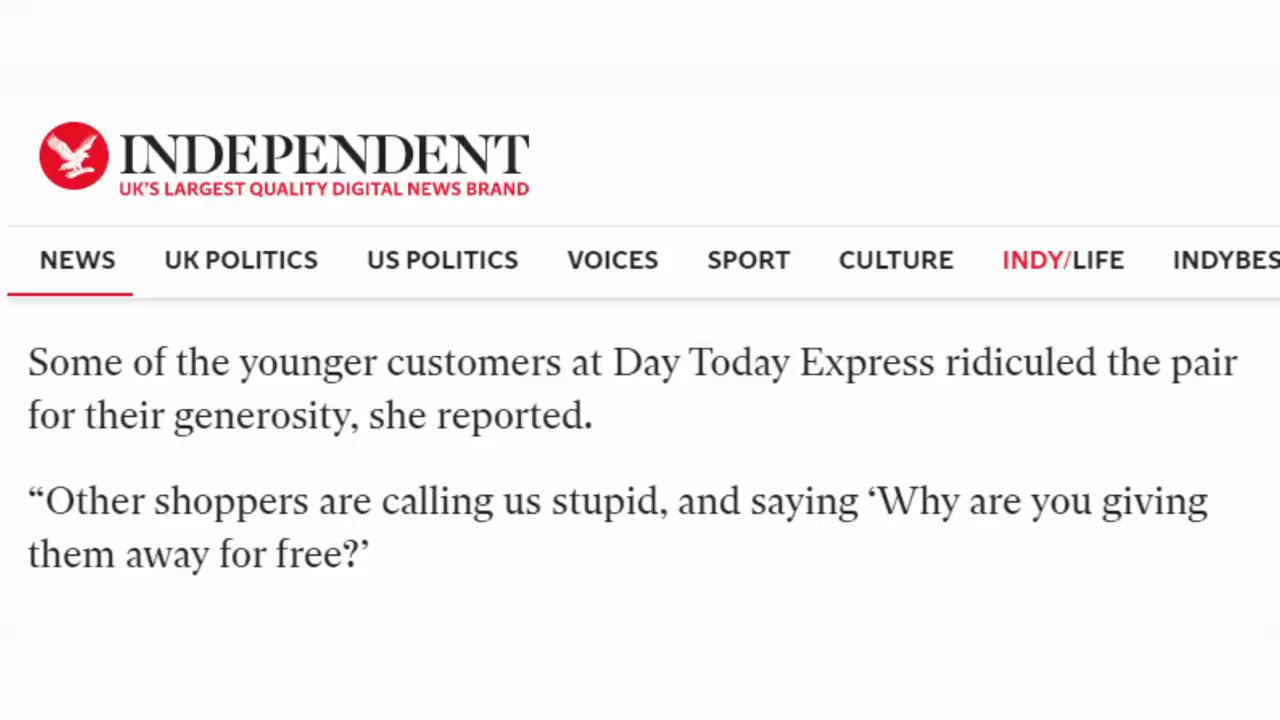 INDEPENDENT
UK'S LARGEST QUALITY DIGITAL NEWS BRAND
NEWS UK POLITICS US POLITICS VOICES SPORT CULTURE INDY/LIFE INDYBES
Some of the younger customers at Day Today Express ridiculed the pair
for their generosity, she reported.
“Other shoppers are calling us stupid, and saying ‘Why are you giving
them away for free?’